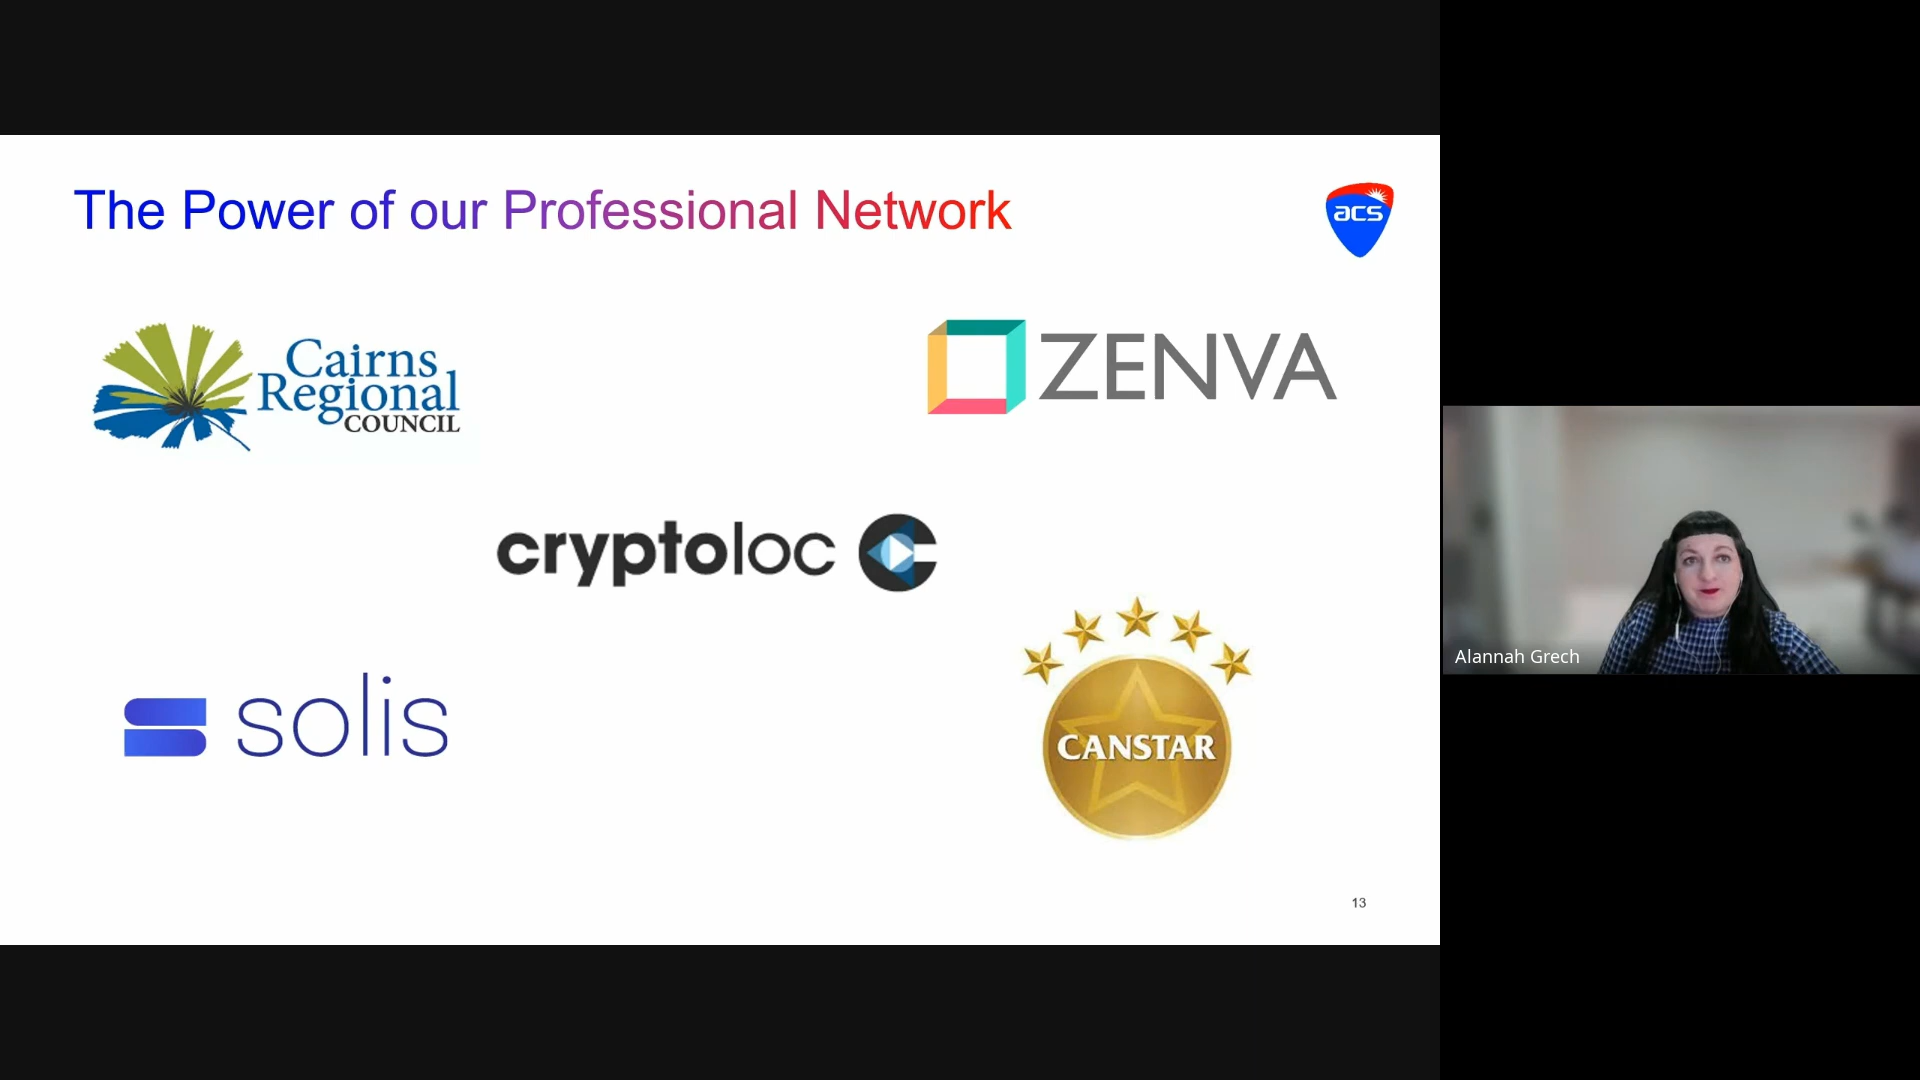 The Power of our Professional Network
acs
Cairns
Regional
COUNCIL
ZENVA
cryptoloc
solis
CANSTAR
13
Alannah Grech